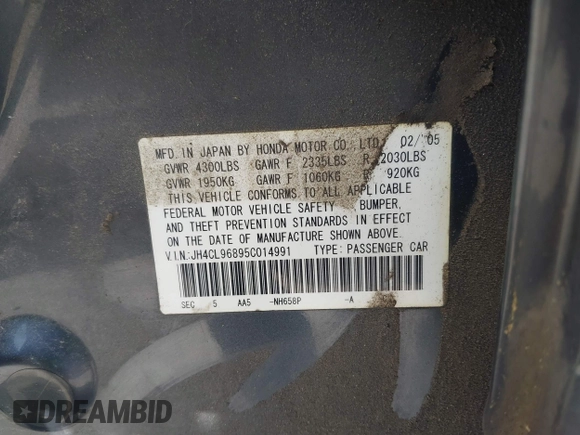 MFD. IN JAPAN BY HONDA MOTOR CO., LTD. 02/'05
GVWR 4300LBS GAWR F 2335LBS R 2030LBS
GVWR 1950KG GAWR F 1060KG R 920KG
THIS VEHICLE CONFORMS TO ALL APPLICABLE
FEDERAL MOTOR VEHICLE SAFETY BUMPER,
AND THEFT PREVENTION STANDARDS IN EFFECT
ON THE DATE OF MANUFACTURE SHOWN ABOVE.
V.I.N:JH4CL96895C014991 TYPE: PASSENGER CAR
SEC 5 AA5 -NH658P -A
DREAMBID